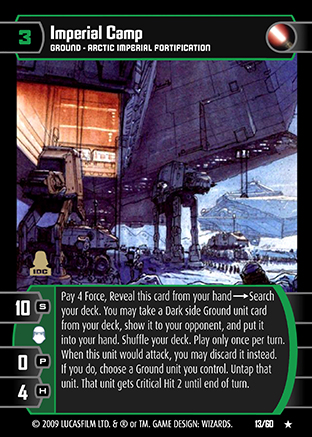 3
Imperial Camp
GROUND - ARCTIC IMPERIAL FORTIFICATION
IDC
10 S
0 P
4 H
Pay 4 Force, Reveal this card from your hand → Search
your deck. You may take a Dark side Ground unit card
from your deck, show it to your opponent, and put it
into your hand. Shuffle your deck. Play only once per turn.
When this unit would attack, you may discard it instead.
If you do, choose a Ground unit you control. Untap that
unit. That unit gets Critical Hit 2 until end of turn.
© 2009 LUCASFILM LTD. & ® or TM. GAME DESIGN: WIZARDS.
13/60 ★